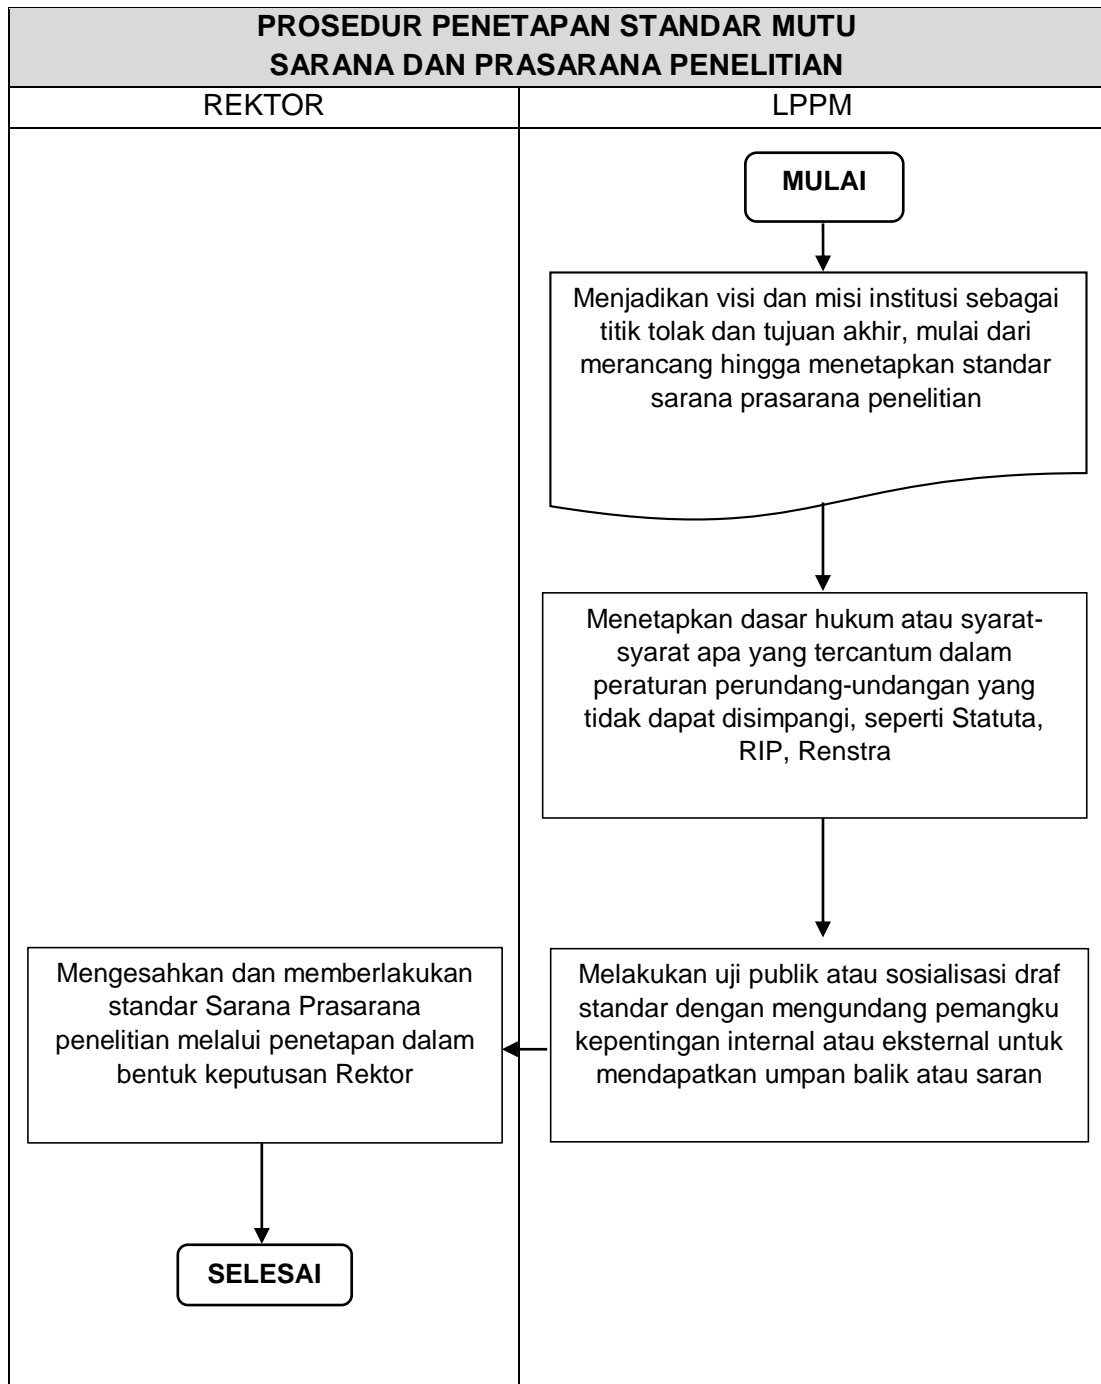 PROSEDUR PENETAPAN STANDAR MUTU
SARANA DAN PRASARANA PENELITIAN
REKTOR
LPPM
MULAI
Menjadikan visi dan misi institusi sebagai
titik tolak dan tujuan akhir, mulai dari
merancang hingga menetapkan standar
sarana prasarana penelitian
Menetapkan dasar hukum atau syarat-
syarat apa yang tercantum dalam
peraturan perundang-undangan yang
tidak dapat disimpangi, seperti Statuta,
RIP, Renstra
Melakukan uji publik atau sosialisasi draf
standar dengan mengundang pemangku
kepentingan internal atau eksternal untuk
mendapatkan umpan balik atau saran
Mengesahkan dan memberlakukan
standar Sarana Prasarana
penelitian melalui penetapan dalam
bentuk keputusan Rektor
SELESAI